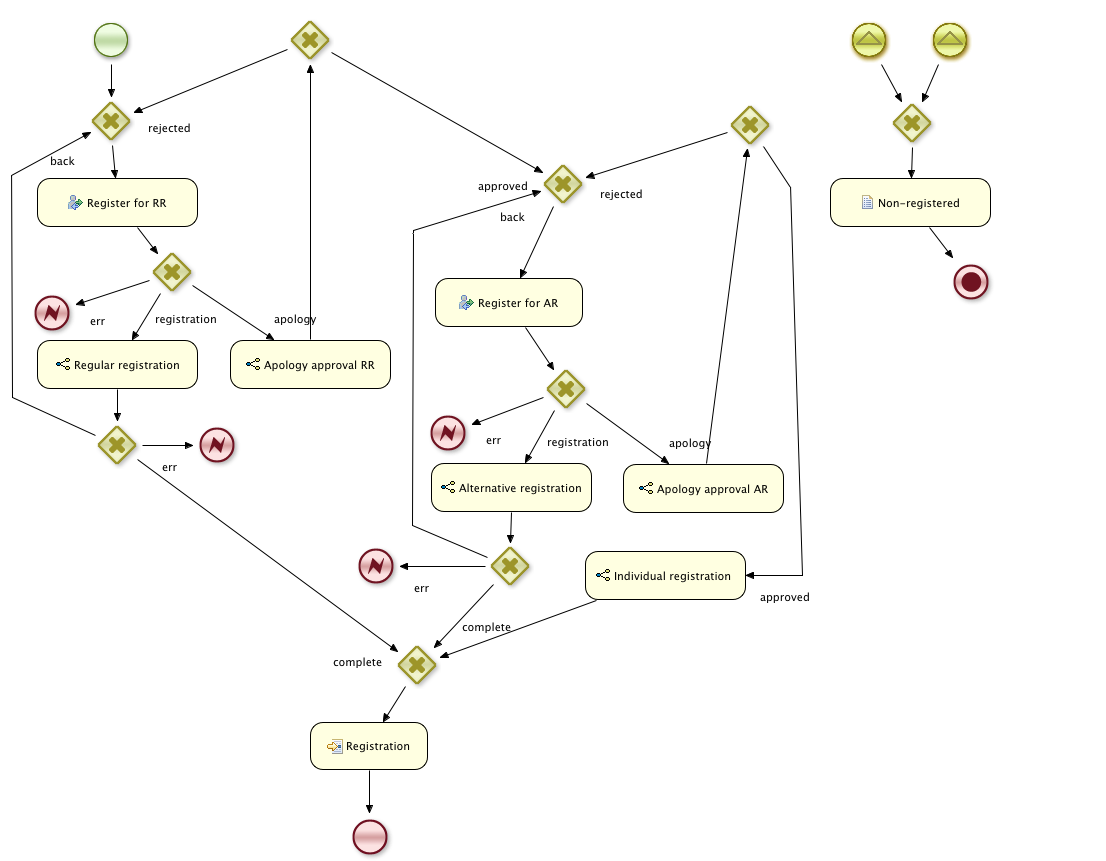 rejected
back
approved
rejected
Register for RR
Non-registered
back
Register for AR
err
registration
apology
Regular registration
Apology approval RR
err
registration
apology
err
Alternative registration
Apology approval AR
Individual registration
err
approved
complete
complete
Registration